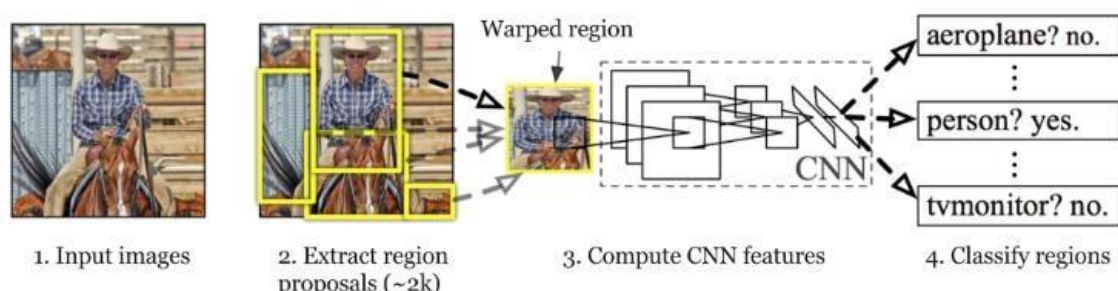 Warped region
aeroplane? no.
person? yes.
CNN
tvmonitor? no.
1. Input images
2. Extract region
proposals (~2k)
3. Compute CNN features
4. Classify regions